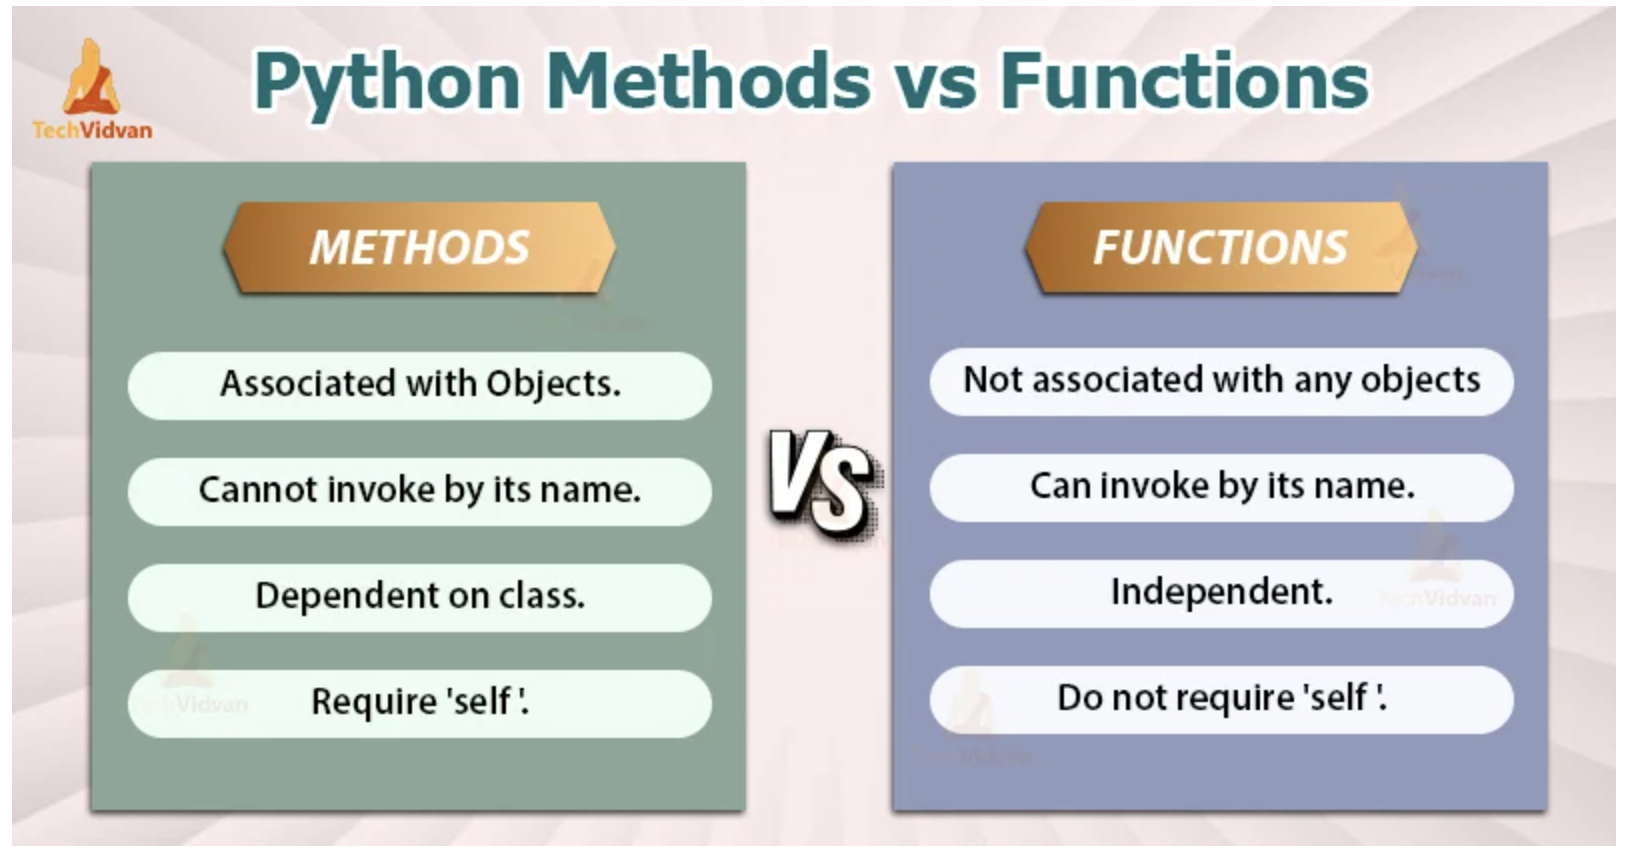 TechVidvan
Python Methods vs Functions
METHODS
Associated with Objects.
Cannot invoke by its name.
Dependent on class.
Require 'self'.
VS
FUNCTIONS
Not associated with any objects
Can invoke by its name.
Independent.
Do not require 'self'.